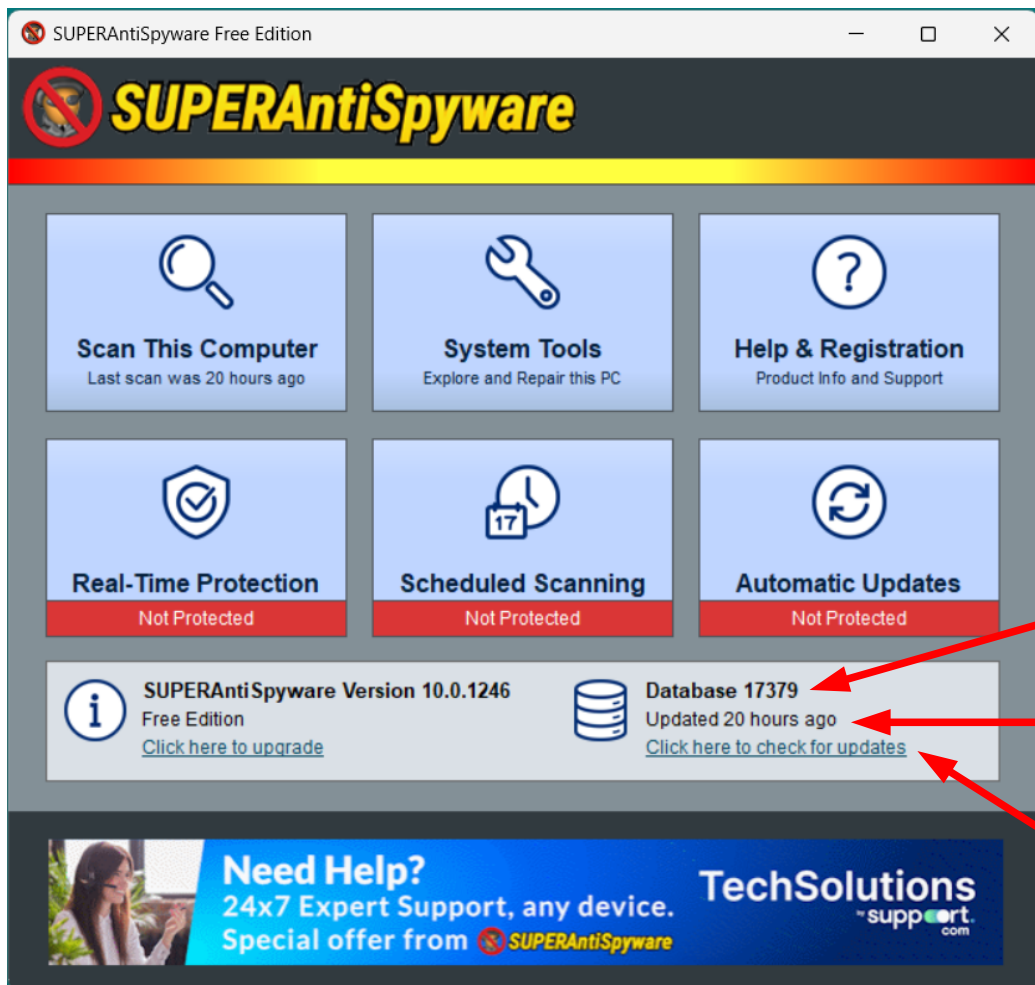 SUPERAntiSpyware Free Edition
SUPERAntiSpyware
Scan This Computer
Last scan was 20 hours ago
System Tools
Explore and Repair this PC
Help & Registration
Product Info and Support
17
Real-Time Protection
Not Protected
Scheduled Scanning
Not Protected
Automatic Updates
Not Protected
SUPERAntiSpyware Version 10.0.1246
Free Edition
Click here to upgrade
Database 17379
Updated 20 hours ago
Click here to check for updates
Need Help?
24x7 Expert Support, any device.
Special offer from SUPERAntiSpyware
TechSolutions
by support.com